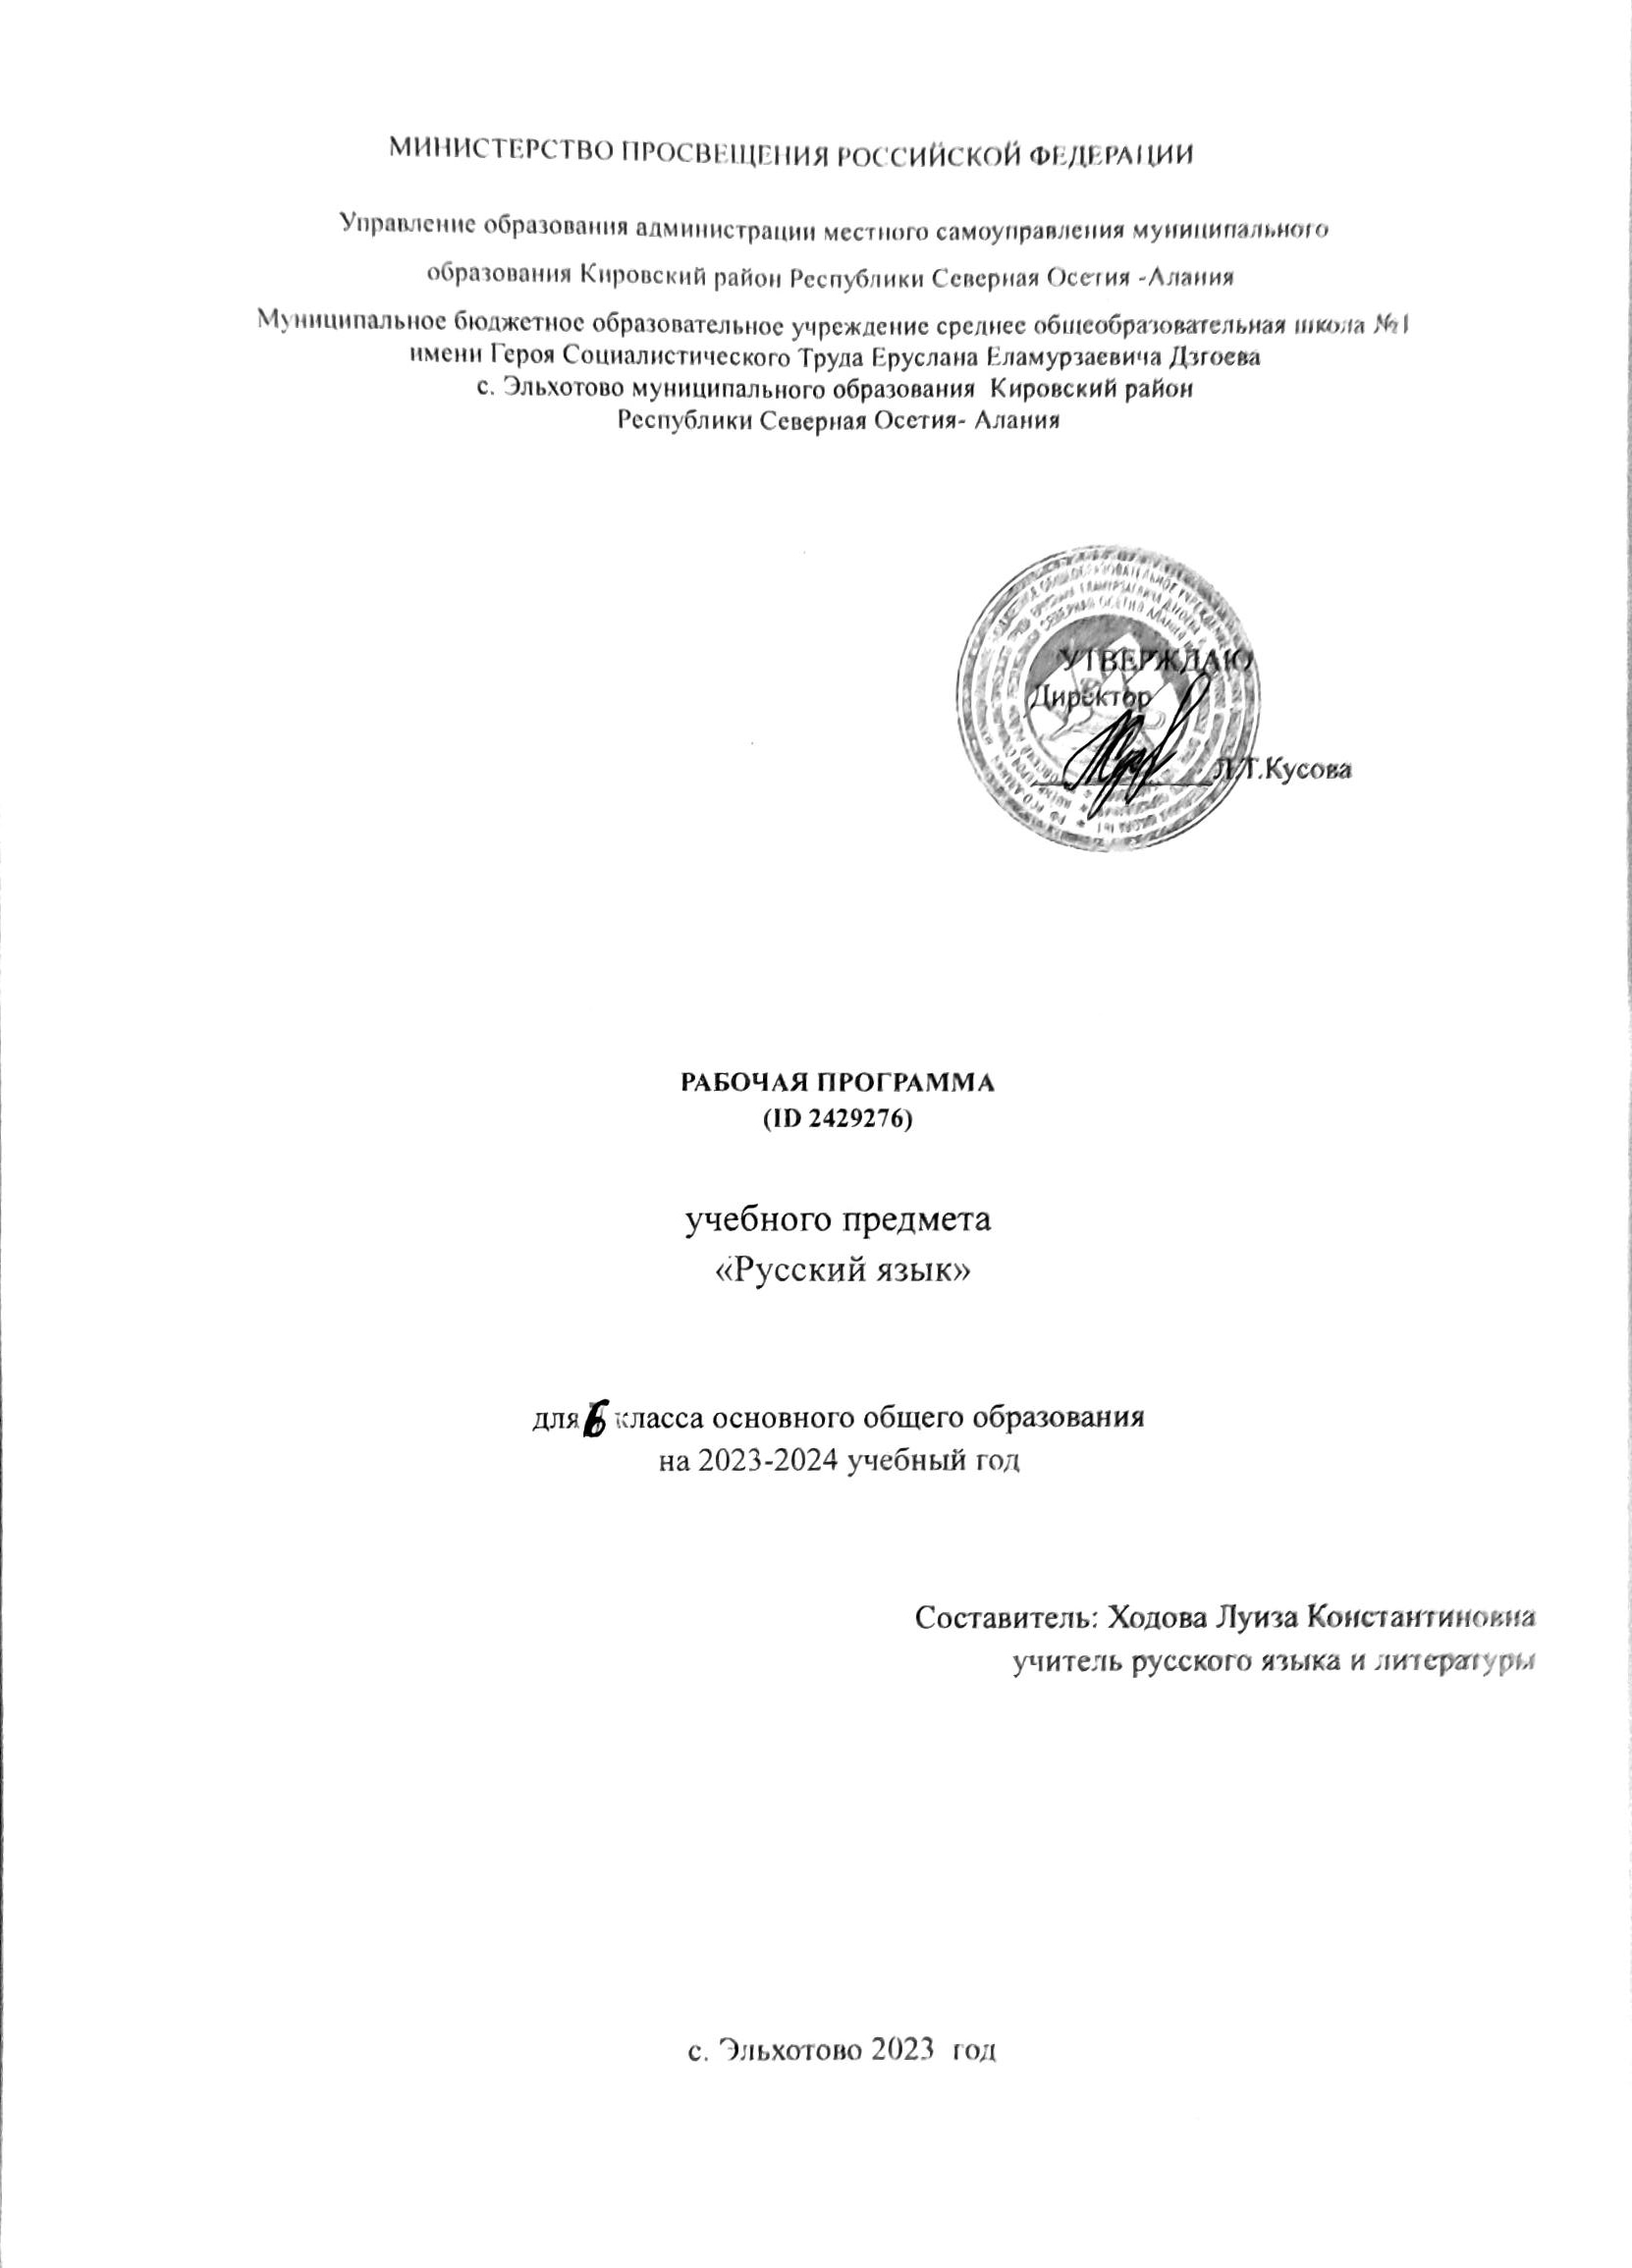 МИНИСТЕРСТВО ПРОСВЕЩЕНИЯ РОССИЙСКОЙ ФЕДЕРАЦИИ
Управление образования администрации местного самоуправления муниципального
образования Кировский район Республики Северная Осетия -Алания
Муниципальное бюджетное образовательное учреждение среднее общеобразовательная школа №1
имени Героя Социалистического Труда Еруслана Еламурзаевича Дзгоева
с. Эльхотово муниципального образования Кировский район
Республики Северная Осетия- Алания
УТВЕРЖДАЮ
Директор
Л.Т.Кусова
РАБОЧАЯ ПРОГРАММА
(ID 2429276)
учебного предмета
«Русский язык»
для 6 класса основного общего образования
на 2023-2024 учебный год
Составитель: Ходова Луиза Константиновна
учитель русского языка и литературы
с. Эльхотово 2023 год